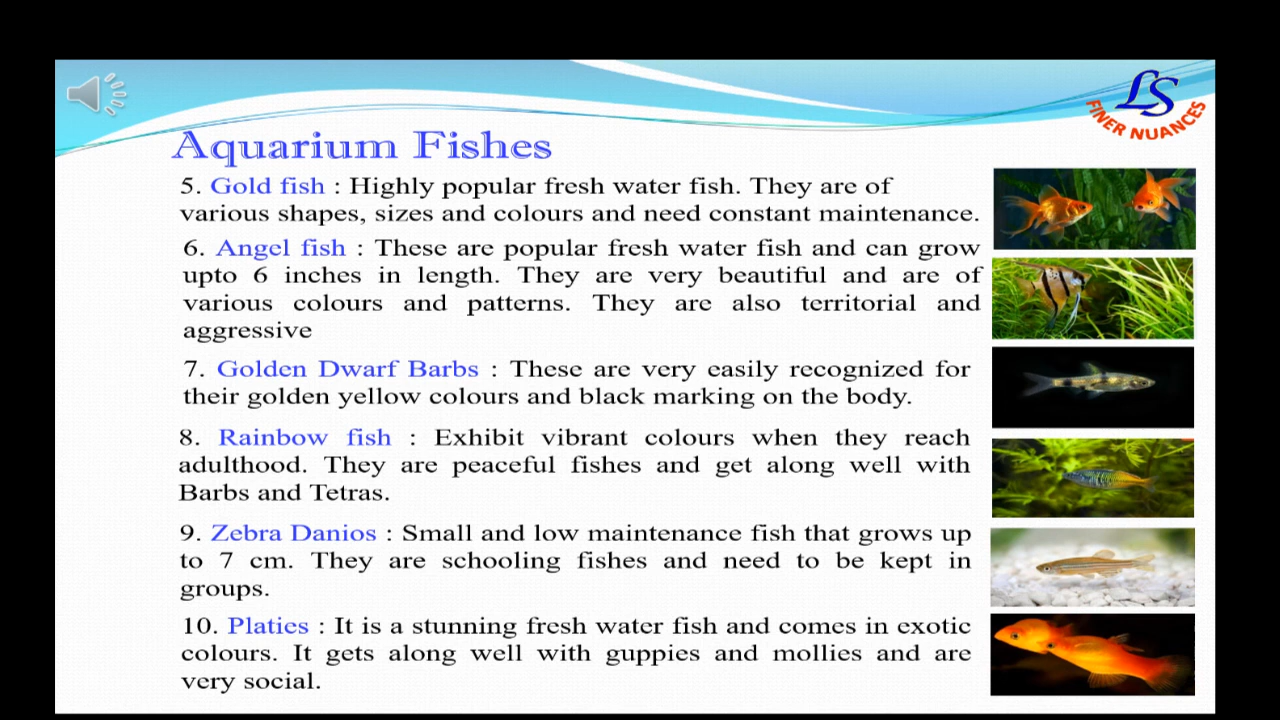 LS
FINER NUANCES
Aquarium Fishes
5. Gold fish : Highly popular fresh water fish. They are of
various shapes, sizes and colours and need constant maintenance.
6. Angel fish : These are popular fresh water fish and can grow
upto 6 inches in length. They are very beautiful and are of
various colours and patterns. They are also territorial and
aggressive
7. Golden Dwarf Barbs : These are very easily recognized for
their golden yellow colours and black marking on the body.
8. Rainbow fish : Exhibit vibrant colours when they reach
adulthood. They are peaceful fishes and get along well with
Barbs and Tetras.
9. Zebra Danios : Small and low maintenance fish that grows up
to 7 cm. They are schooling fishes and need to be kept in
groups.
10. Platies : It is a stunning fresh water fish and comes in exotic
colours. It gets along well with guppies and mollies and are
very social.